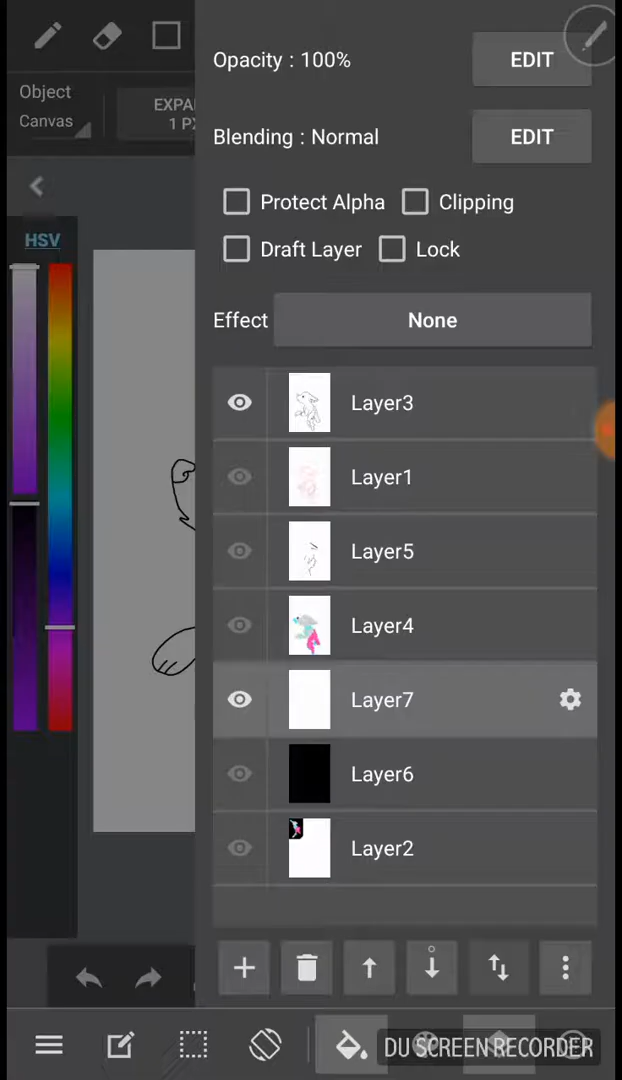 Opacity : 100%
EDIT
Object
Canvas
EXPA
1 P
Blending : Normal
EDIT
Protect Alpha
Clipping
Draft Layer
Lock
HSV
Effect
None
Layer3
Layer1
Layer5
Layer4
Layer7
Layer6
Layer2
DU SCREEN RECORDER